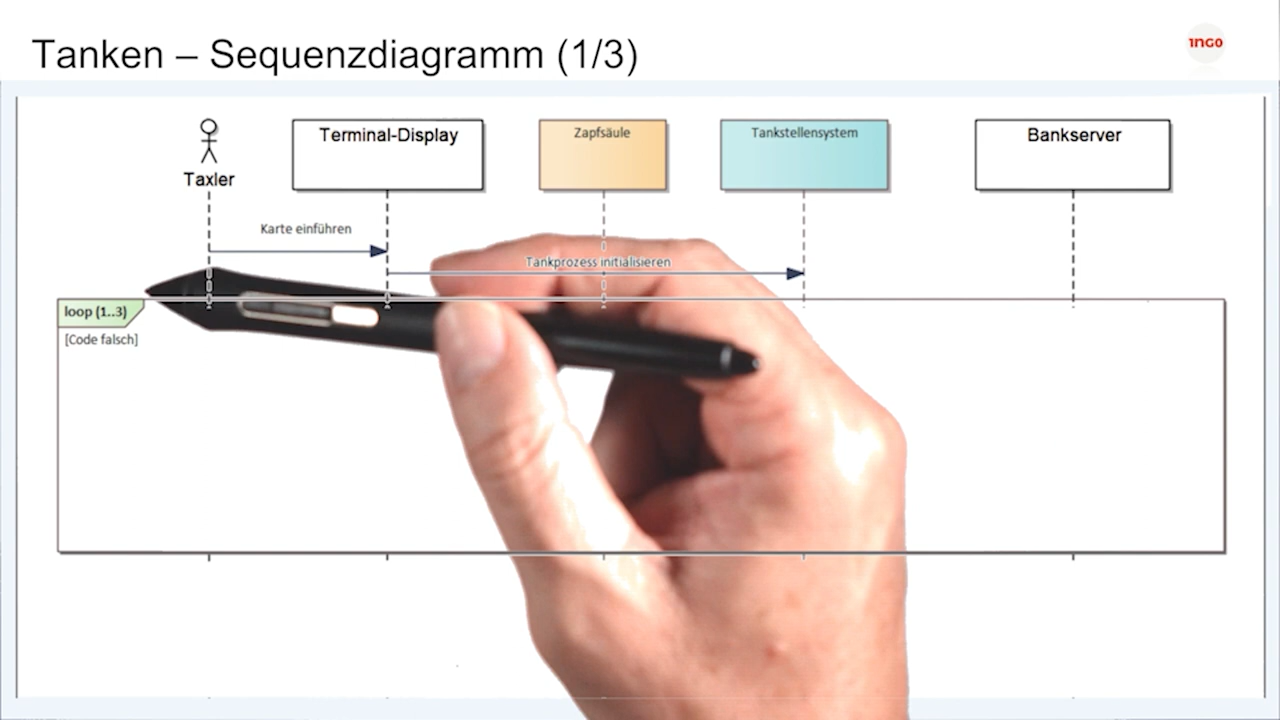 Tanken – Sequenzdiagramm (1/3)
1NGO
Taxler
Terminal-Display
Zapfsäule
Tankstellensystem
Bankserver
Karte einführen
Tankprozess initialisieren
loop (1..3)
[Code falsch]